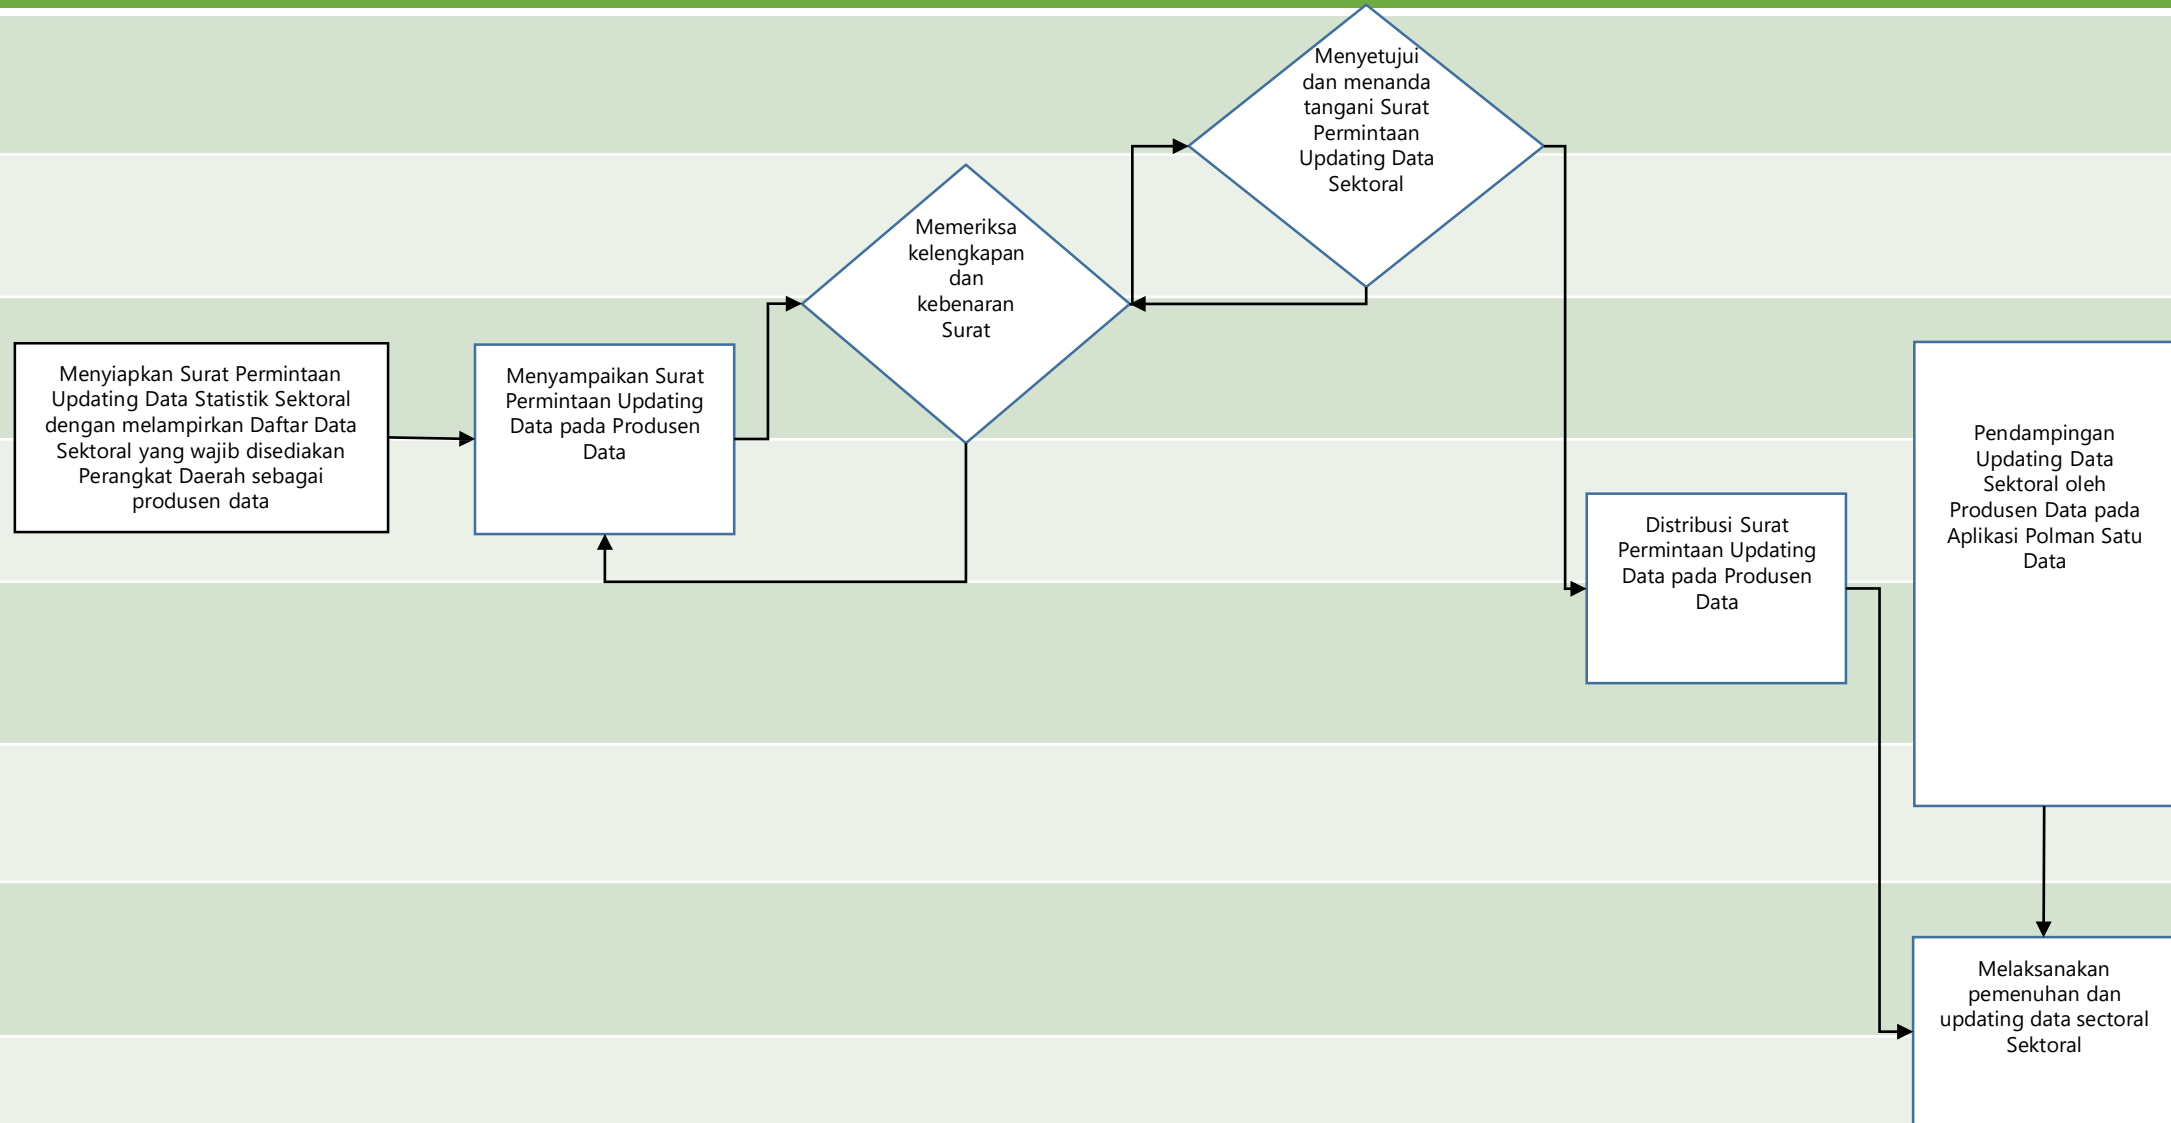 Menyiapkan Surat Permintaan
Updating Data Statistik Sektoral
dengan melampirkan Daftar Data
Sektoral yang wajib disediakan
Perangkat Daerah sebagai
produsen data
Menyampaikan Surat
Permintaan Updating
Data pada Produsen
Data
Memeriksa
kelengkapan
dan
kebenaran
Surat
Menyetujui
dan menanda
tangani Surat
Permintaan
Updating Data
Sektoral
Distribusi Surat
Permintaan Updating
Data pada Produsen
Data
Pendampingan
Updating Data
Sektoral oleh
Produsen Data pada
Aplikasi Polman Satu
Data
Melaksanakan
pemenuhan dan
updating data sectoral
Sektoral